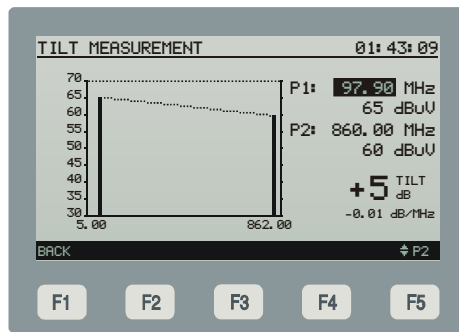 TILT MEASUREMENT 01:43:09
70
65
60
55
50
45
40
35
30
5.00 862.00
P1: 97.90 MHz
65 dBuV
P2: 860.00 MHz
60 dBuV
+5 TILT dB
-0.01 dB/MHz
BACK P2
F1 F2 F3 F4 F5